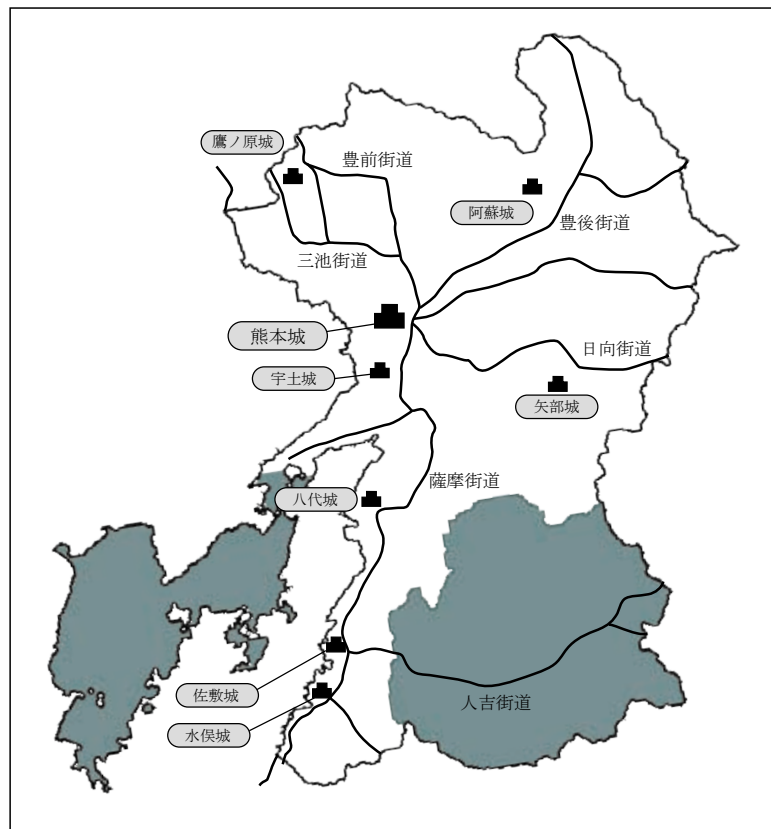 鷹ノ原城
豊前街道
阿蘇城
豊後街道
三池街道
熊本城
日向街道
宇土城
矢部城
薩摩街道
八代城
佐敷城
人吉街道
水俣城